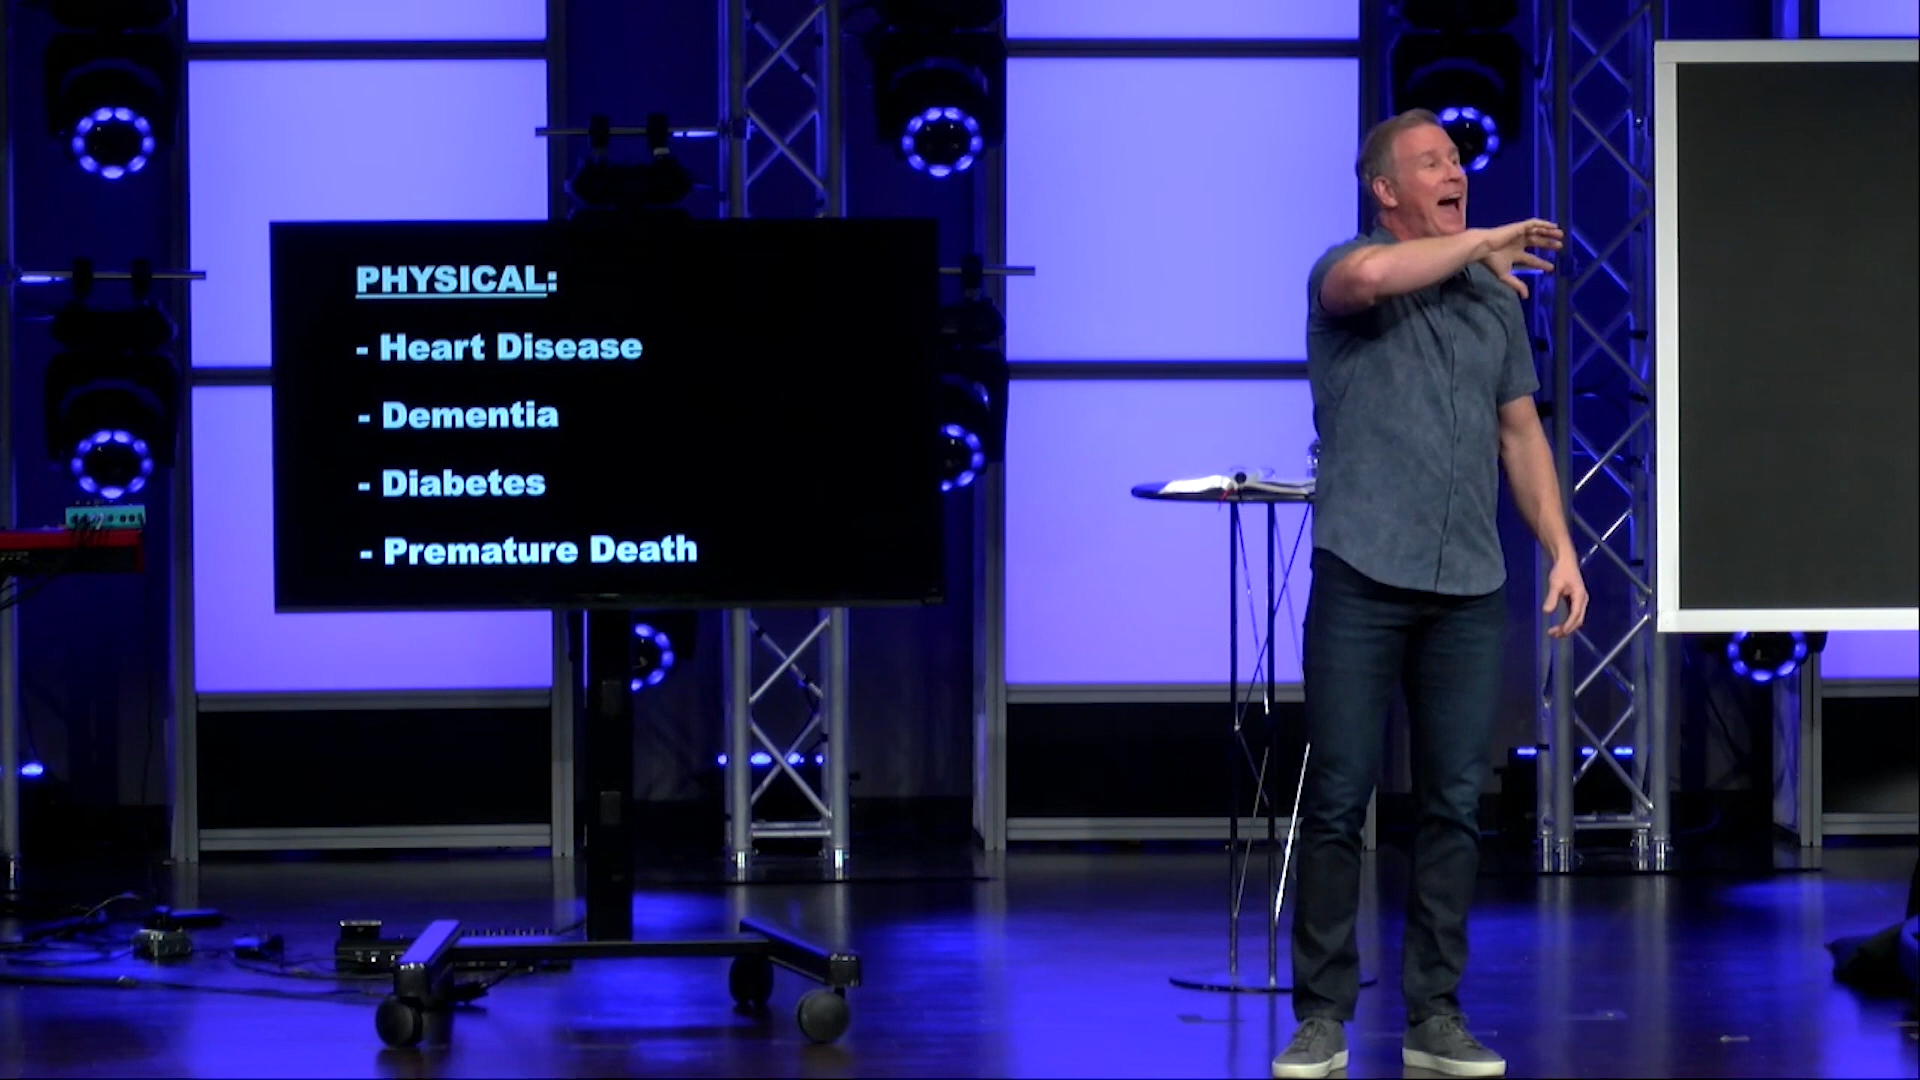 PHYSICAL:
- Heart Disease
- Dementia
- Diabetes
- Premature Death